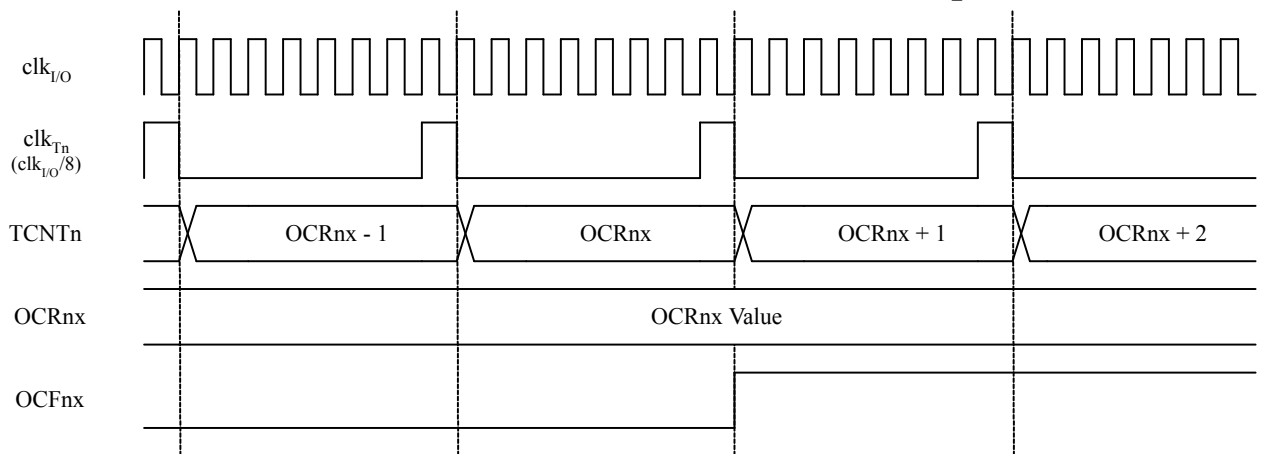 clkI/O
clkTn
(clkI/O/8)
TCNTn OCRnx - 1 OCRnx OCRnx + 1 OCRnx + 2
OCRnx OCRnx Value
OCFnx